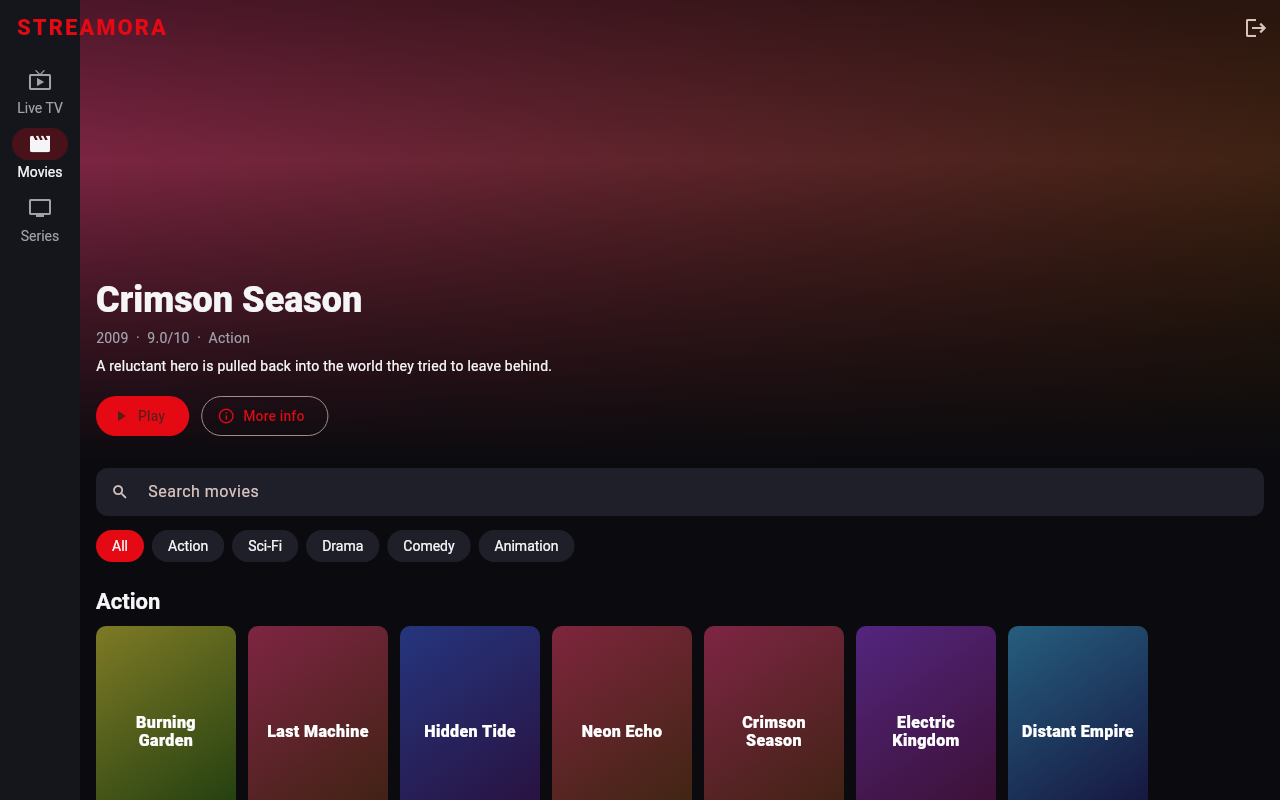 STREAMORA
Live TV
Movies
Series
Crimson Season
2009 · 9.0/10 · Action
A reluctant hero is pulled back into the world they tried to leave behind.
Play
More info
Search movies
All
Action
Sci-Fi
Drama
Comedy
Animation
Action
Burning
Garden
Last Machine
Hidden Tide
Neon Echo
Crimson
Season
Electric
Kingdom
Distant Empire